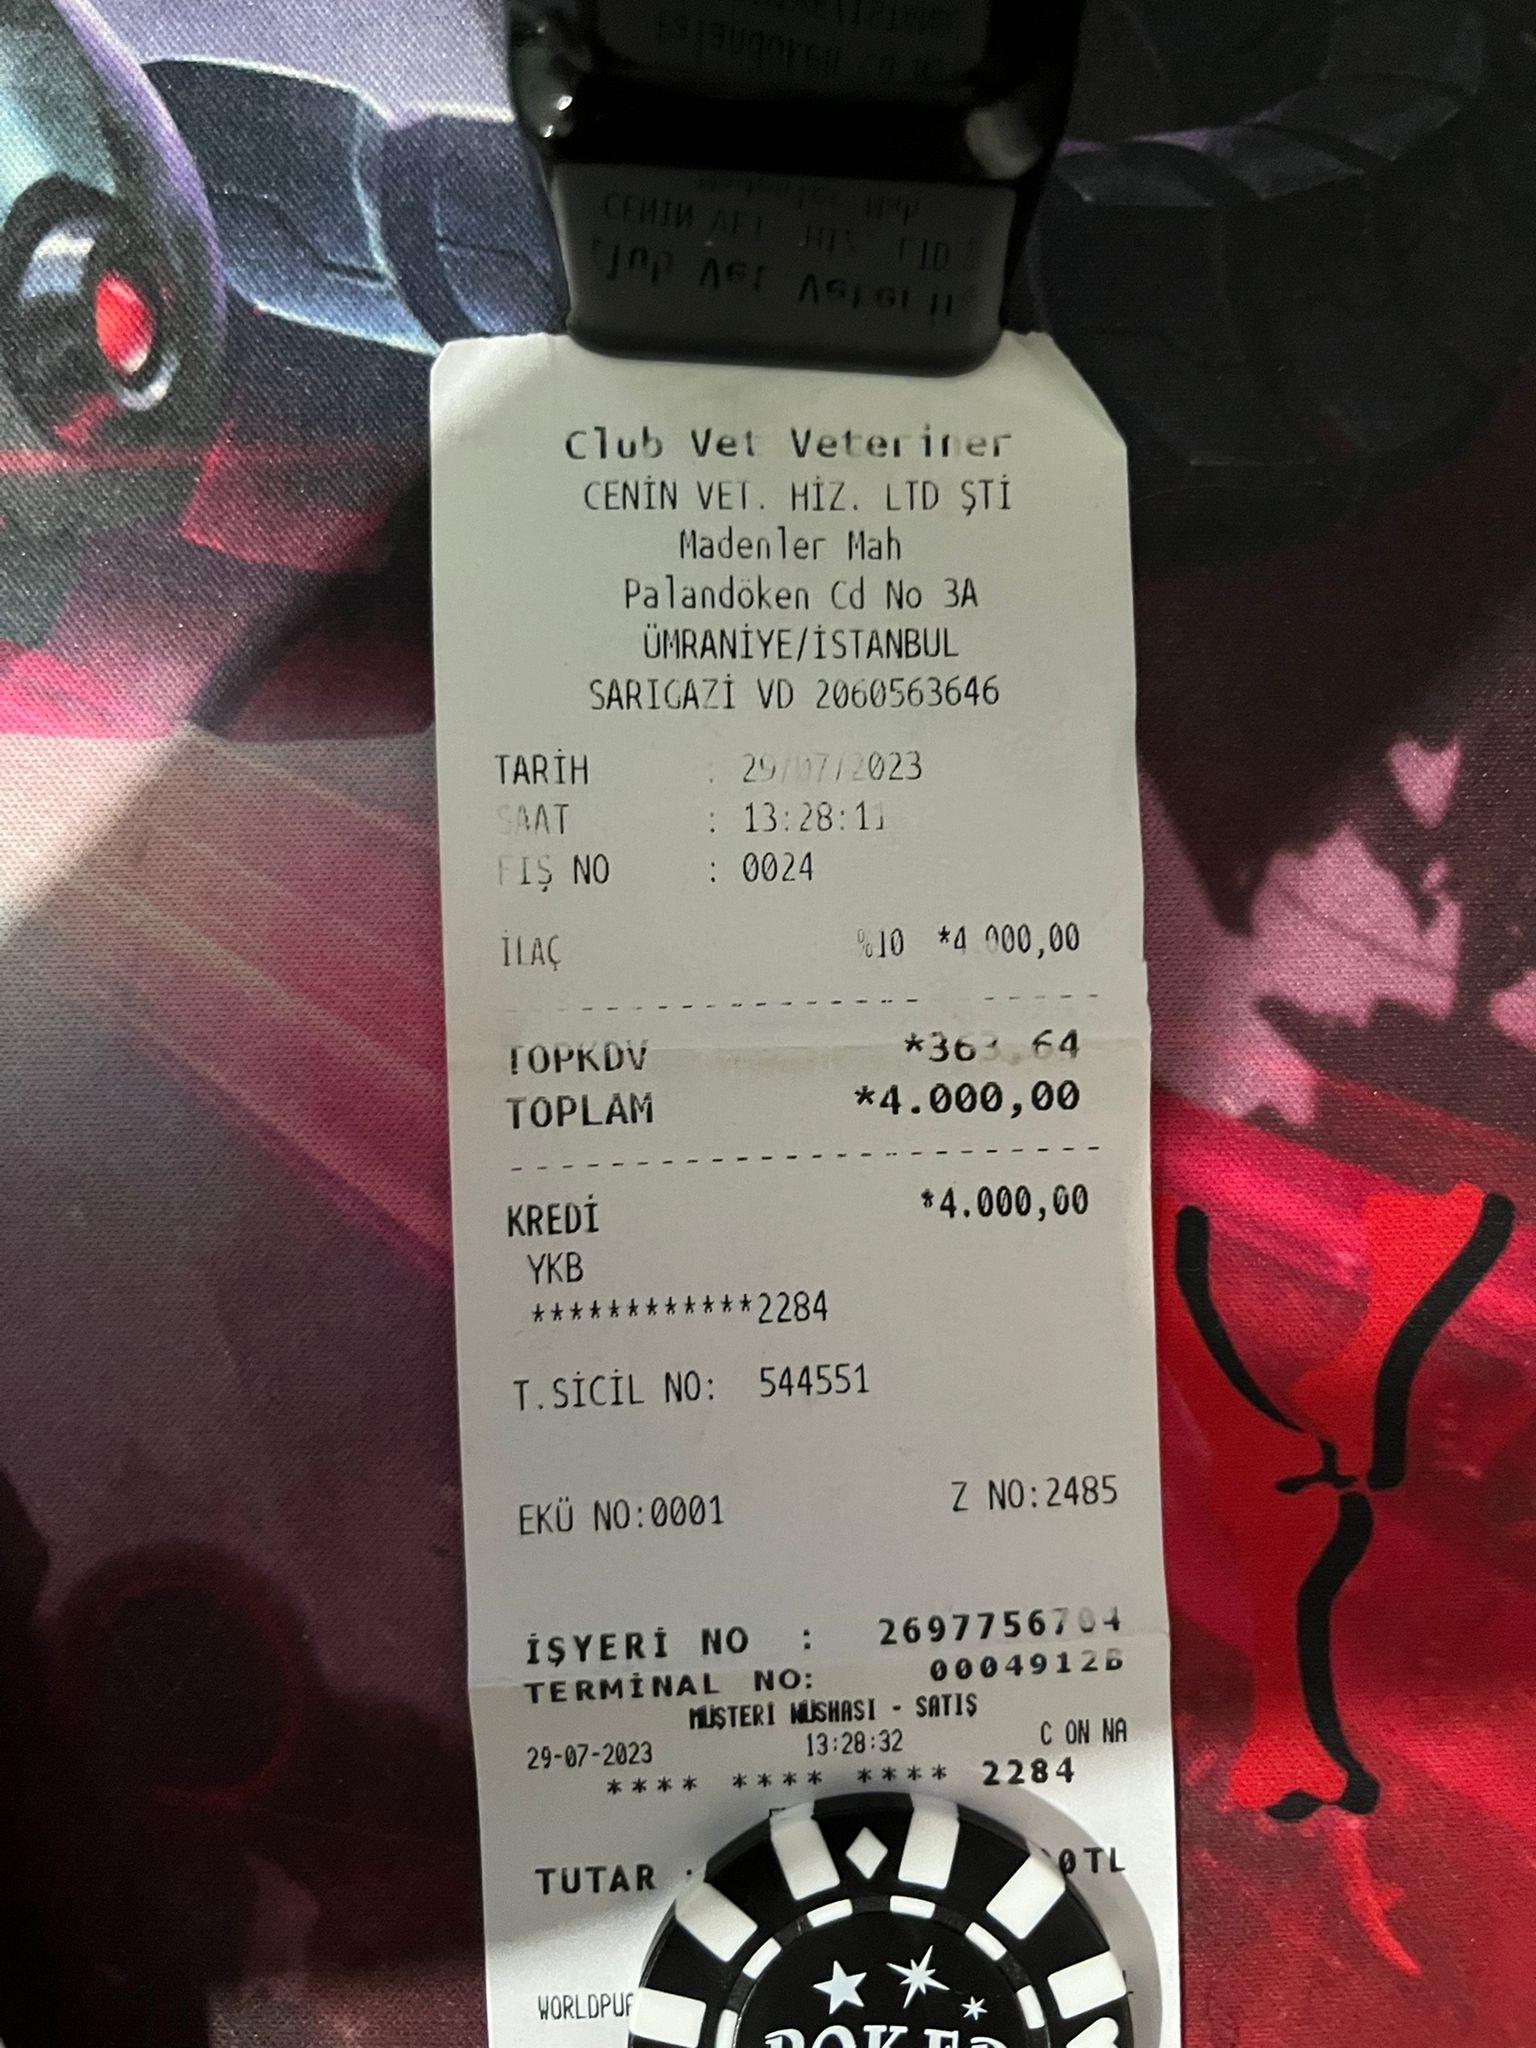 Club Vet Veteriner
CENİN VET. HİZ. LTD ŞTİ
Madenler Mah
Palandöken Cd No 3A
ÜMRANİYE/İSTANBUL
SARIGAZİ VD 2060563646
TARİH : 29/07/2023
SAAT : 13:28:11
FİŞ NO : 0024
İLAÇ %10 *4.000,00
TOPKDV *363,64
TOPLAM *4.000,00
KREDİ *4.000,00
YKB
************2284
T.SİCİL NO: 544551
EKÜ NO:0001 Z NO:2485
İŞYERİ NO : 2697756704
TERMİNAL NO: 0004912B
MÜŞTERİ NÜSHASI - SATIŞ
29-07-2023 13:28:32 C ON NA
**** **** **** 2284
TUTAR : 0TL
WORLDPU
POKER